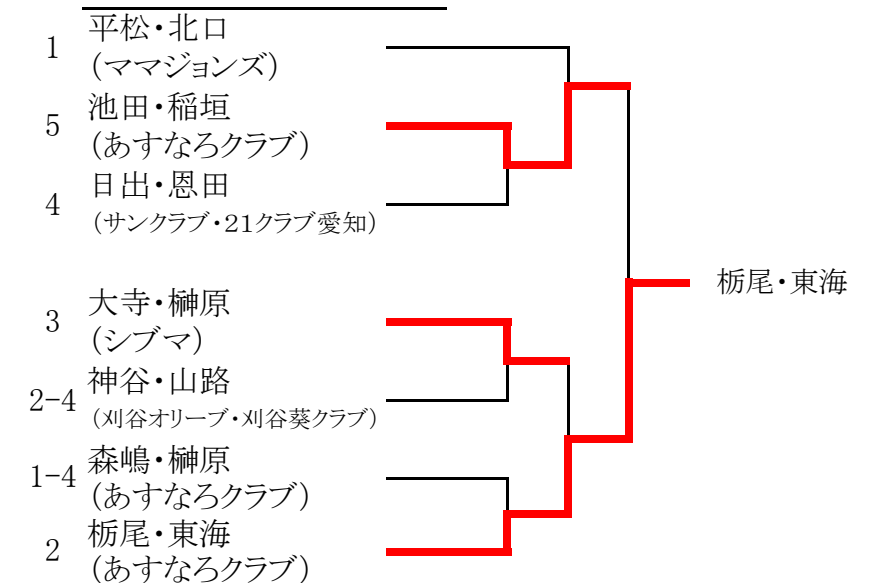 1
平松・北口
(ママジョンズ)
5
池田・稲垣
(あすなろクラブ)
4
日出・恩田
(サンクラブ・21クラブ愛知)
3
大寺・榊原
(シブマ)
2-4
神谷・山路
(刈谷オリーブ・刈谷葵クラブ)
1-4
森嶋・榊原
(あすなろクラブ)
2
栃尾・東海
(あすなろクラブ)
栃尾・東海